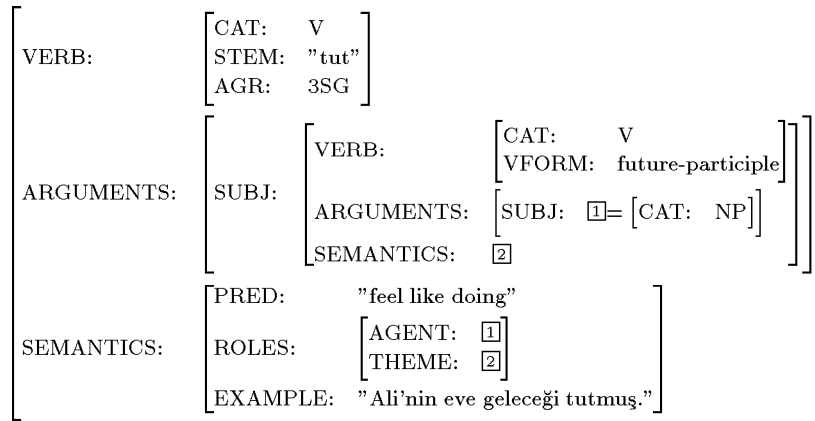 CAT: V
VERB: STEM: "tut"
AGR: 3SG
VERB: CAT: V
VFORM: future-participle
ARGUMENTS: SUBJ:
ARGUMENTS: SUBJ: 1= CAT: NP
SEMANTICS: 2
PRED: "feel like doing"
SEMANTICS: ROLES: AGENT: 1
THEME: 2
EXAMPLE: "Ali'nin eve geleceği tutmuş."